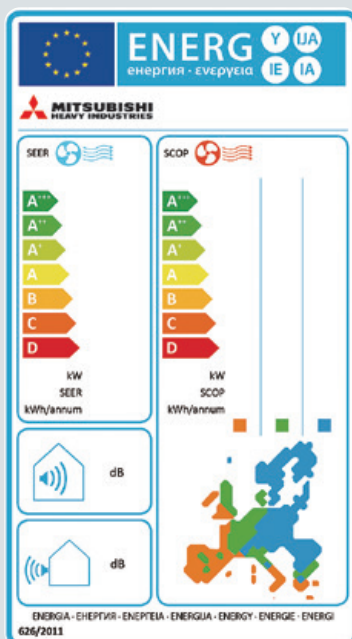 ENERG Y IJA
енергия · ενεργεια IE IA
MITSUBISHI
HEAVY INDUSTRIES
SEER
SCOP
A+++
A++
A+
A
B
C
D
A+++
A++
A+
A
B
C
D
kW
SEER
kWh/annum
kW
SCOP
kWh/annum
dB
dB
ENERGIA - ЕНЕРГИЯ - ΕΝΕΡΓΕΙΑ - ENERGIJA - ENERGY - ENERGIE - ENERGI
626/2011